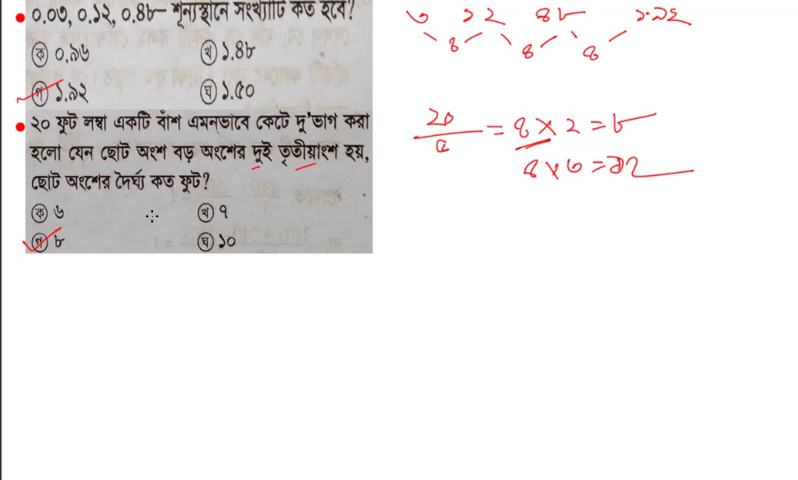 ০.০৩, ০.১২, ০.৪৮– শূন্যস্থানে সংখ্যাটি কত হবে?
ক ০.৯৬ খ ১.৪৮
গ ১.৯২ ঘ ১.৫০
২০ ফুট লম্বা একটি বাঁশ এমনভাবে কেটে দু'ভাগ করা
হলো যেন ছোট অংশ বড় অংশের দুই তৃতীয়াংশ হয়,
ছোট অংশের দৈর্ঘ্য কত ফুট?
ক ৬ খ ৭
গ ৮ ঘ ১০
৩ ১২ ৪৮ ১.৯২
৪ ৪ ৪
২০
৫ = ৪ × ২ = ৮
৪ × ৩ = ১২